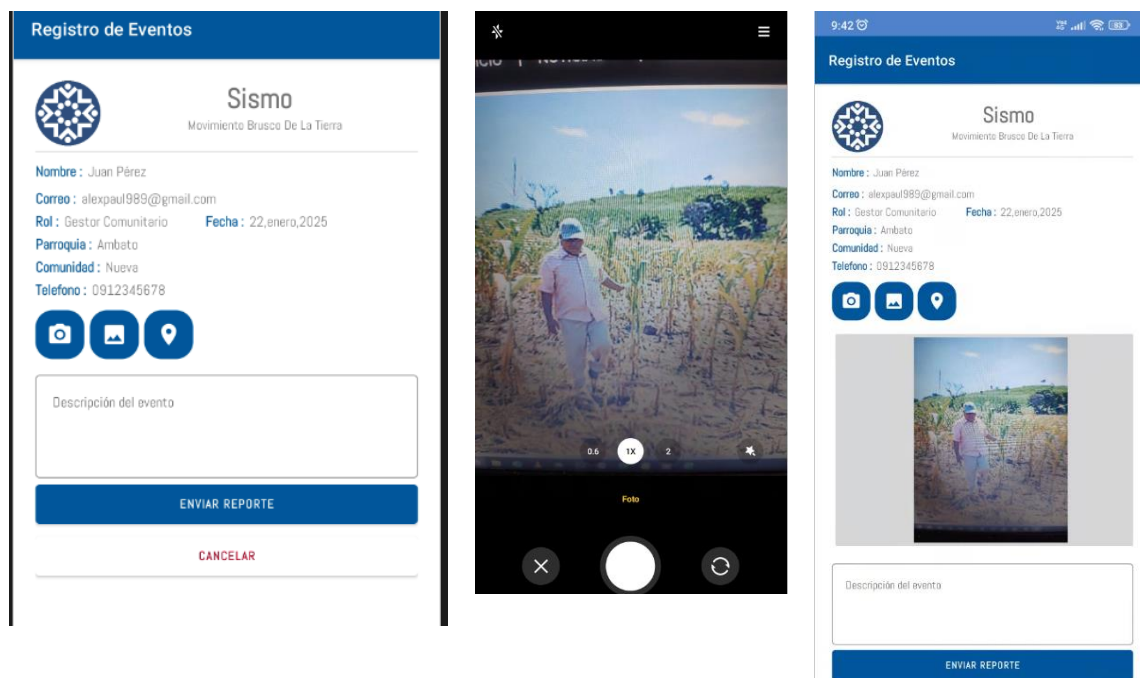 Registro de Eventos
Sismo
Movimiento Brusco De La Tierra
Nombre : Juan Pérez
Correo : alexpaul989@gmail.com
Rol : Gestor Comunitario Fecha : 22,enero,2025
Parroquia : Ambato
Comunidad : Nueva
Telefono : 0912345678
Descripción del evento
ENVIAR REPORTE
CANCELAR
0.6 1X 2
Foto
9:42
Registro de Eventos
Sismo
Movimiento Brusco De La Tierra
Nombre : Juan Pérez
Correo : alexpaul989@gmail.com
Rol : Gestor Comunitario Fecha : 22,enero,2025
Parroquia : Ambato
Comunidad : Nueva
Telefono : 0912345678
Descripción del evento
ENVIAR REPORTE